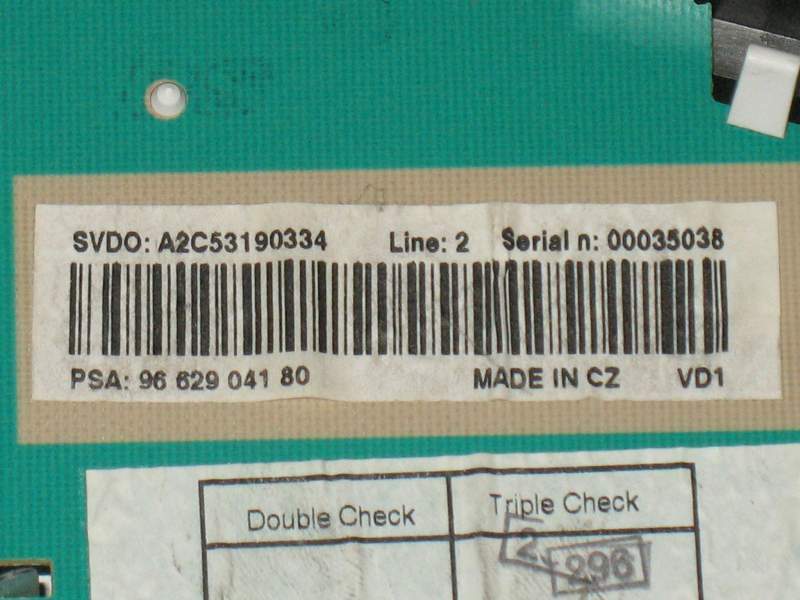 SVDO: A2C53190334 Line: 2 Serial n: 00035038
PSA: 96 629 041 80 MADE IN CZ VD1
Double Check Triple Check
2
296